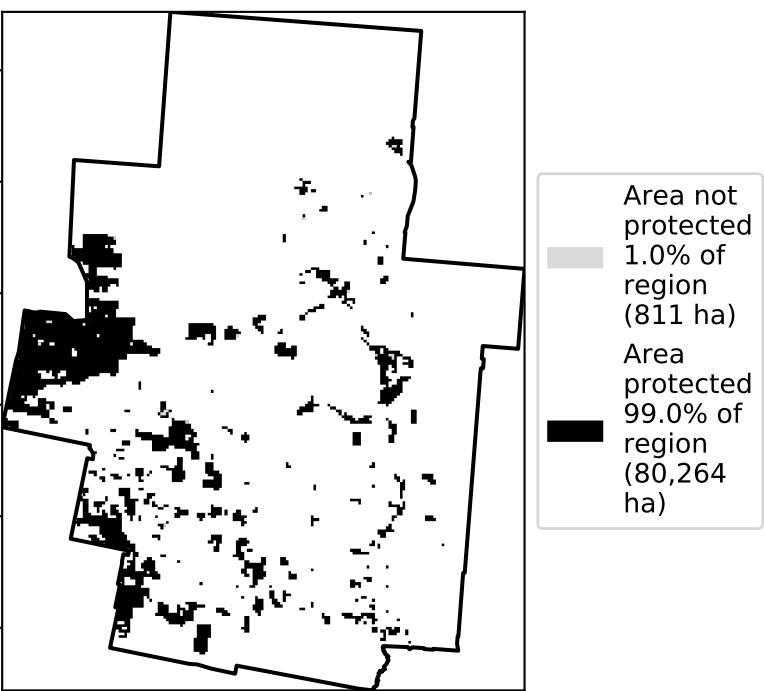 Area not
protected
1.0% of
region
(811 ha)
Area
protected
99.0% of
region
(80,264
ha)